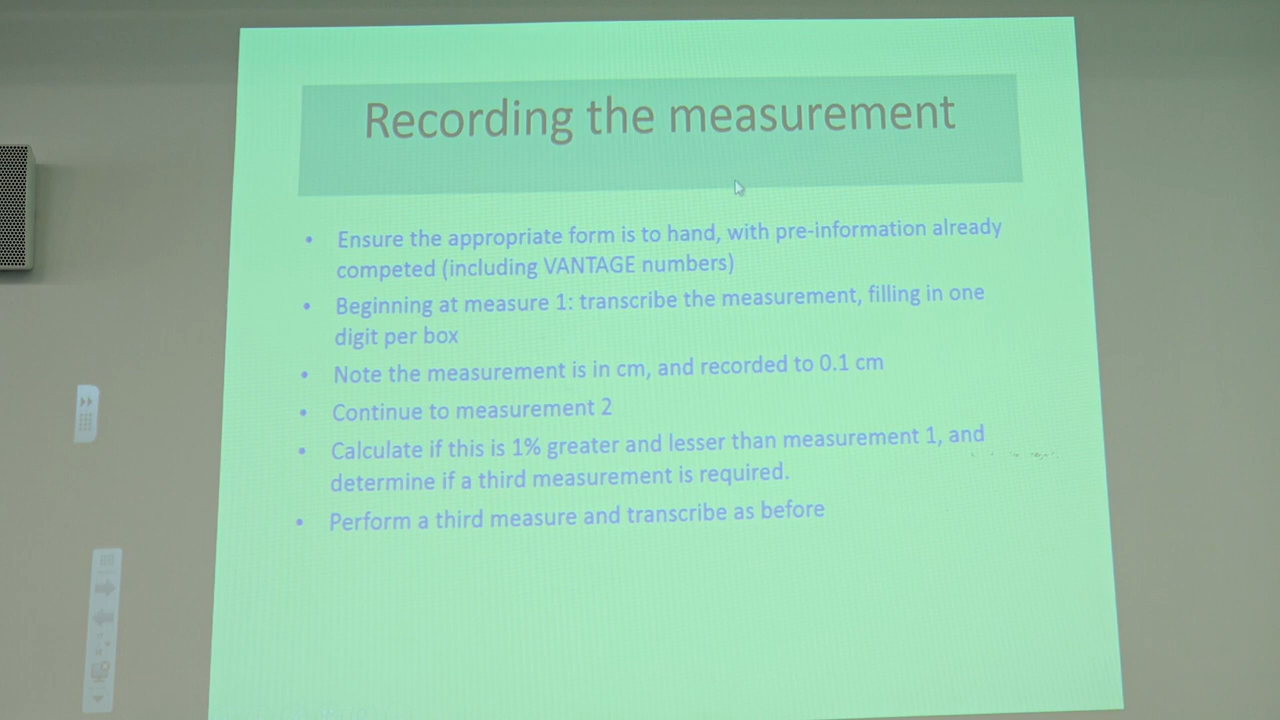 Recording the measurement
• Ensure the appropriate form is to hand, with pre-information already
competed (including VANTAGE numbers)
• Beginning at measure 1: transcribe the measurement, filling in one
digit per box
• Note the measurement is in cm, and recorded to 0.1 cm
• Continue to measurement 2
• Calculate if this is 1% greater and lesser than measurement 1, and
determine if a third measurement is required.
• Perform a third measure and transcribe as before